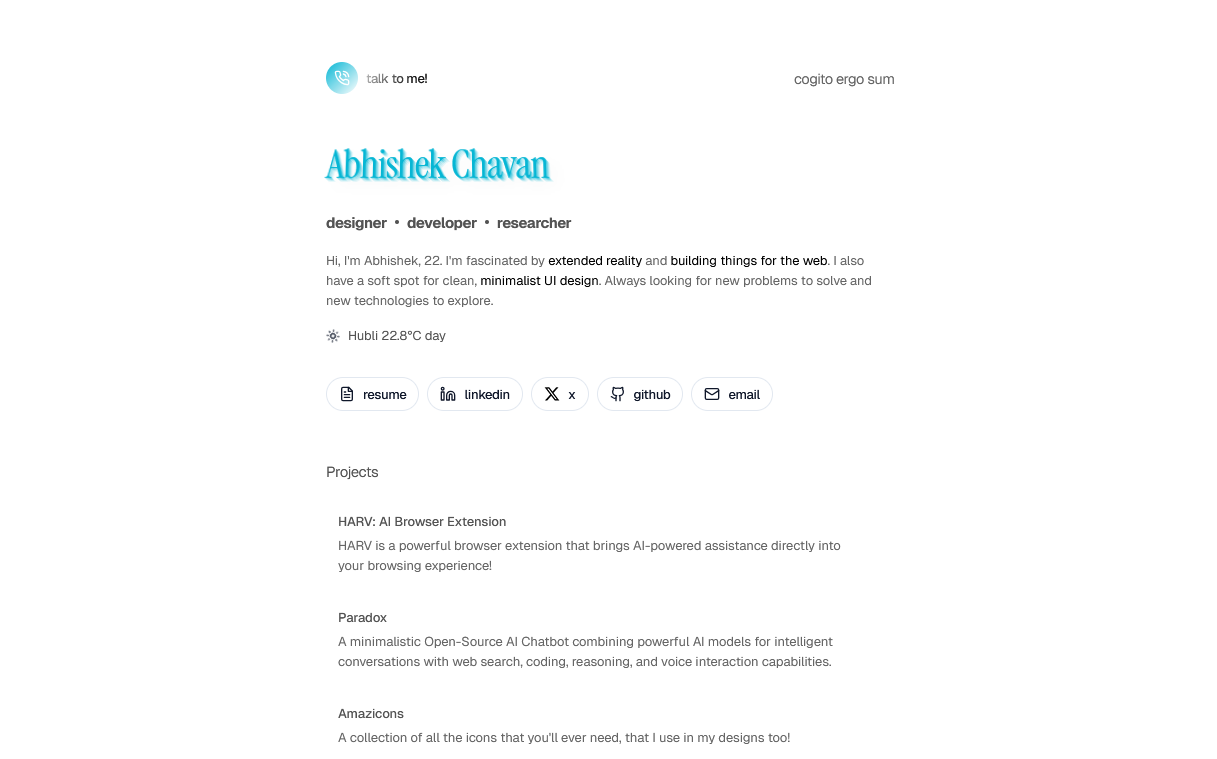 talk to me!
cogito ergo sum
Abhishek Chavan
designer • developer • researcher
Hi, I'm Abhishek, 22. I'm fascinated by extended reality and building things for the web. I also
have a soft spot for clean, minimalist UI design. Always looking for new problems to solve and
new technologies to explore.
Hubli 22.8°C day
resume
linkedin
x
github
email
Projects
HARV: AI Browser Extension
HARV is a powerful browser extension that brings AI-powered assistance directly into
your browsing experience!
Paradox
A minimalistic Open-Source AI Chatbot combining powerful AI models for intelligent
conversations with web search, coding, reasoning, and voice interaction capabilities.
Amazicons
A collection of all the icons that you'll ever need, that I use in my designs too!